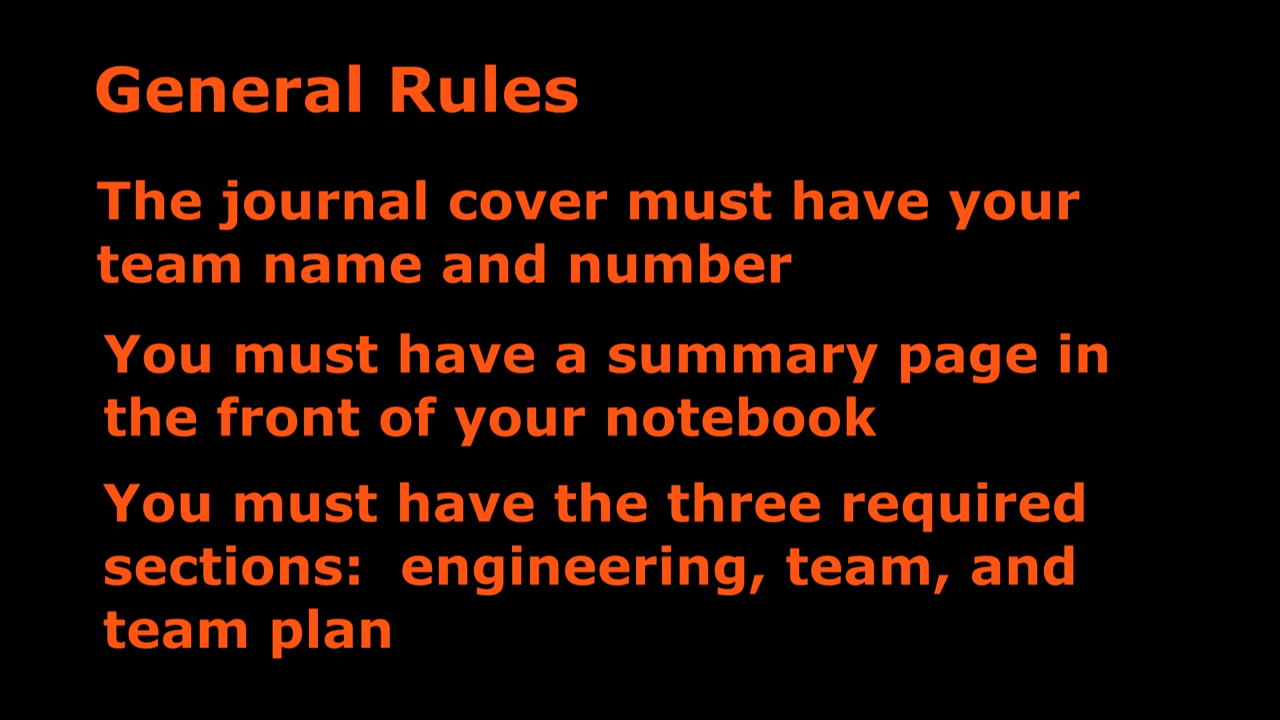 General Rules
The journal cover must have your
team name and number
You must have a summary page in
the front of your notebook
You must have the three required
sections:  engineering, team, and
team plan